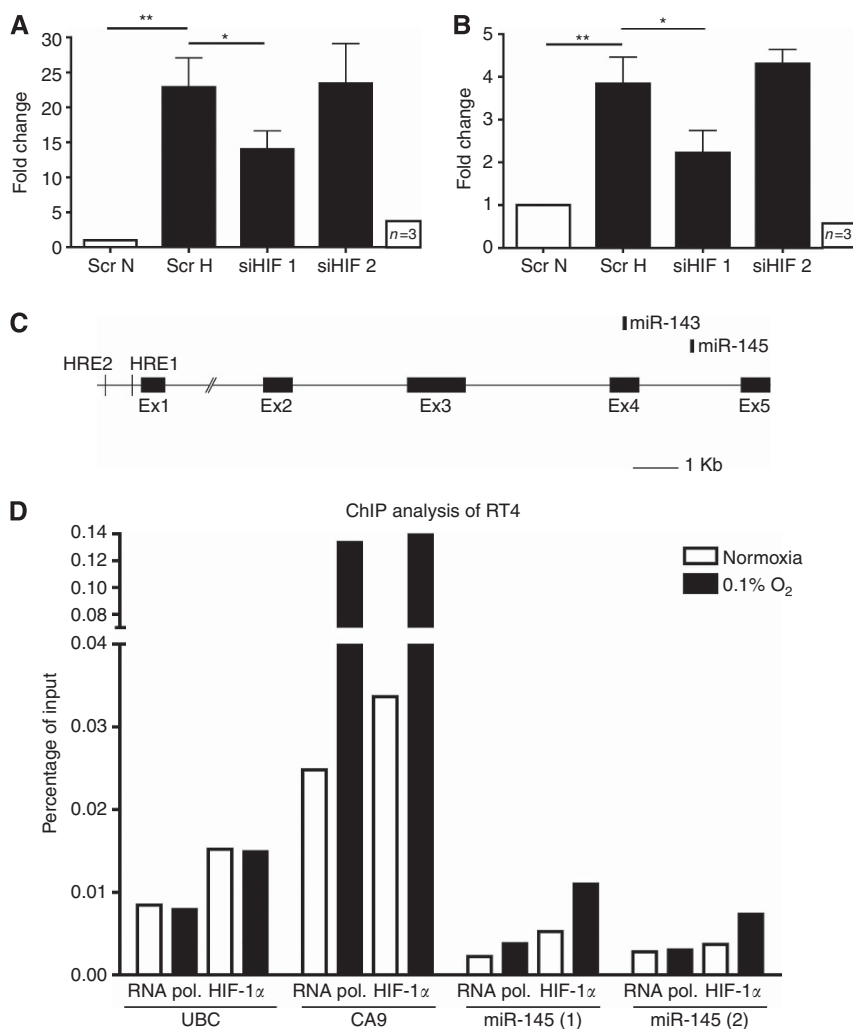 A
**
*
30
25
20
15
10
5
0
Fold change
Scr N
Scr H
siHIF 1
siHIF 2
n=3
B
**
*
5
4
3
2
1
0
Fold change
Scr N
Scr H
siHIF 1
siHIF 2
n=3
C
miR-143
miR-145
HRE2
HRE1
Ex1
//
Ex2
Ex3
Ex4
Ex5
1 Kb
D
ChIP analysis of RT4
0.14
0.12
0.10
0.08
0.04
0.03
0.02
0.01
0.00
Percentage of input
Normoxia
0.1% O₂
RNA pol. HIF-1α
RNA pol. HIF-1α
RNA pol. HIF-1α
RNA pol. HIF-1α
UBC
CA9
miR-145 (1)
miR-145 (2)